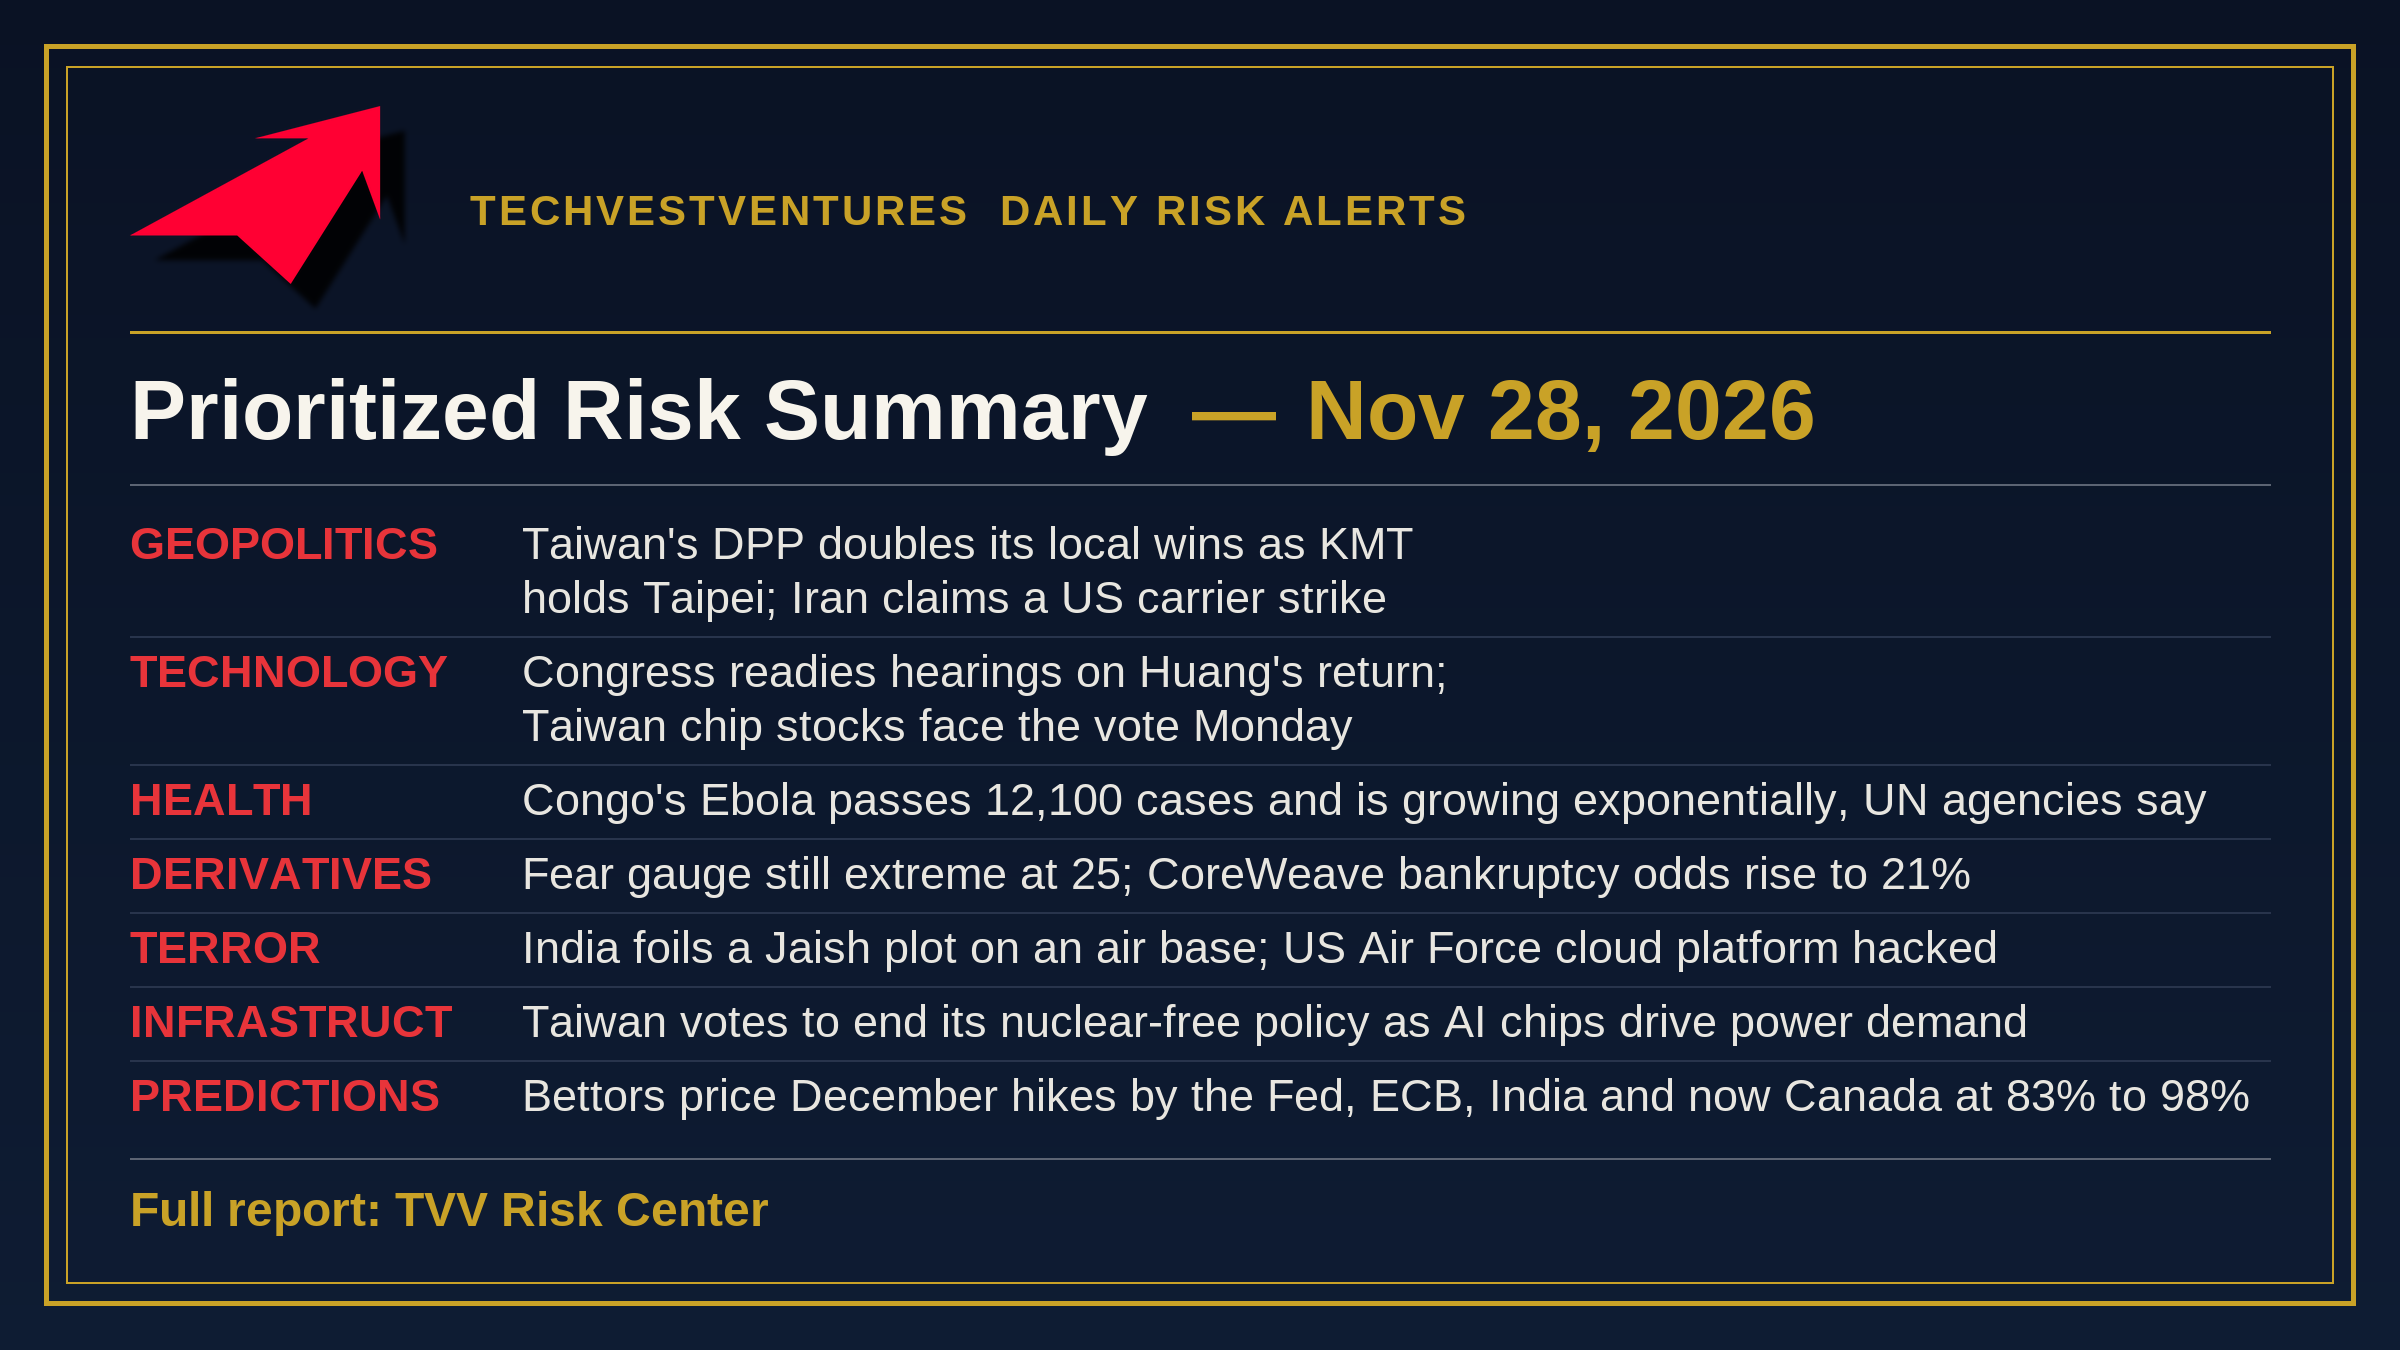 TECHVESTVENTURES DAILY RISK ALERTS
Prioritized Risk Summary — Nov 28, 2026
GEOPOLITICS Taiwan's DPP doubles its local wins as KMT
holds Taipei; Iran claims a US carrier strike
TECHNOLOGY Congress readies hearings on Huang's return;
Taiwan chip stocks face the vote Monday
HEALTH Congo's Ebola passes 12,100 cases and is growing exponentially, UN agencies say
DERIVATIVES Fear gauge still extreme at 25; CoreWeave bankruptcy odds rise to 21%
TERROR India foils a Jaish plot on an air base; US Air Force cloud platform hacked
INFRASTRUCT Taiwan votes to end its nuclear-free policy as AI chips drive power demand
PREDICTIONS Bettors price December hikes by the Fed, ECB, India and now Canada at 83% to 98%
Full report: TVV Risk Center